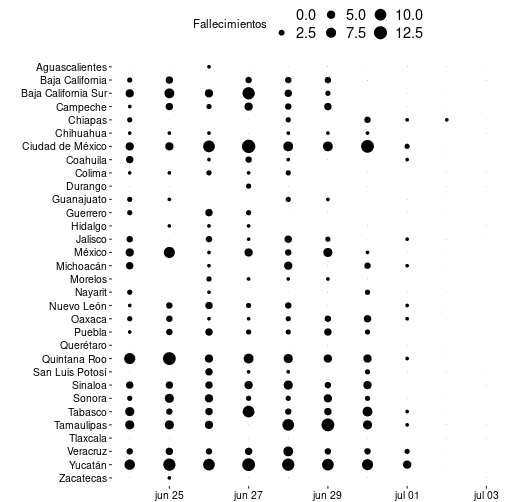 Fallecimientos
0.0 5.0 10.0
2.5 7.5 12.5
Aguascalientes
Baja California
Baja California Sur
Campeche
Chiapas
Chihuahua
Ciudad de México
Coahuila
Colima
Durango
Guanajuato
Guerrero
Hidalgo
Jalisco
México
Michoacán
Morelos
Nayarit
Nuevo León
Oaxaca
Puebla
Querétaro
Quintana Roo
San Luis Potosí
Sinaloa
Sonora
Tabasco
Tamaulipas
Tlaxcala
Veracruz
Yucatán
Zacatecas
jun 25 jun 27 jun 29 jul 01 jul 03